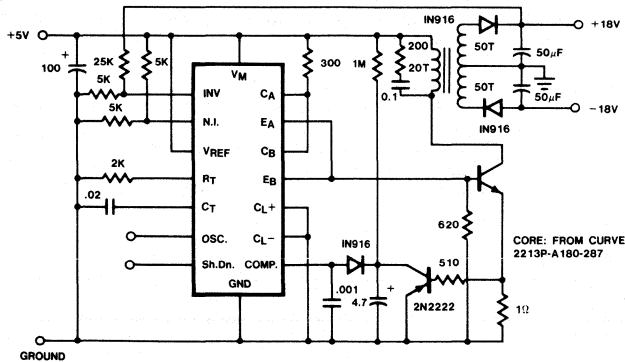 IN916
+18V
+5V
50T
50µF
+
100
25K
5K
200
20T
300
1M
VM
5K
0.1
50T
50µF
-18V
INV
CA
IN916
5K
N.I.
EA
VREF
CB
2K
RT
EB
.02
CT
CL+
620
CORE: FROM CURVE
2213P-A180-287
OSC.
CL-
IN916
510
Sh.Dn.
COMP.
.001
4.7
+
2N2222
1Ω
GND
GROUND